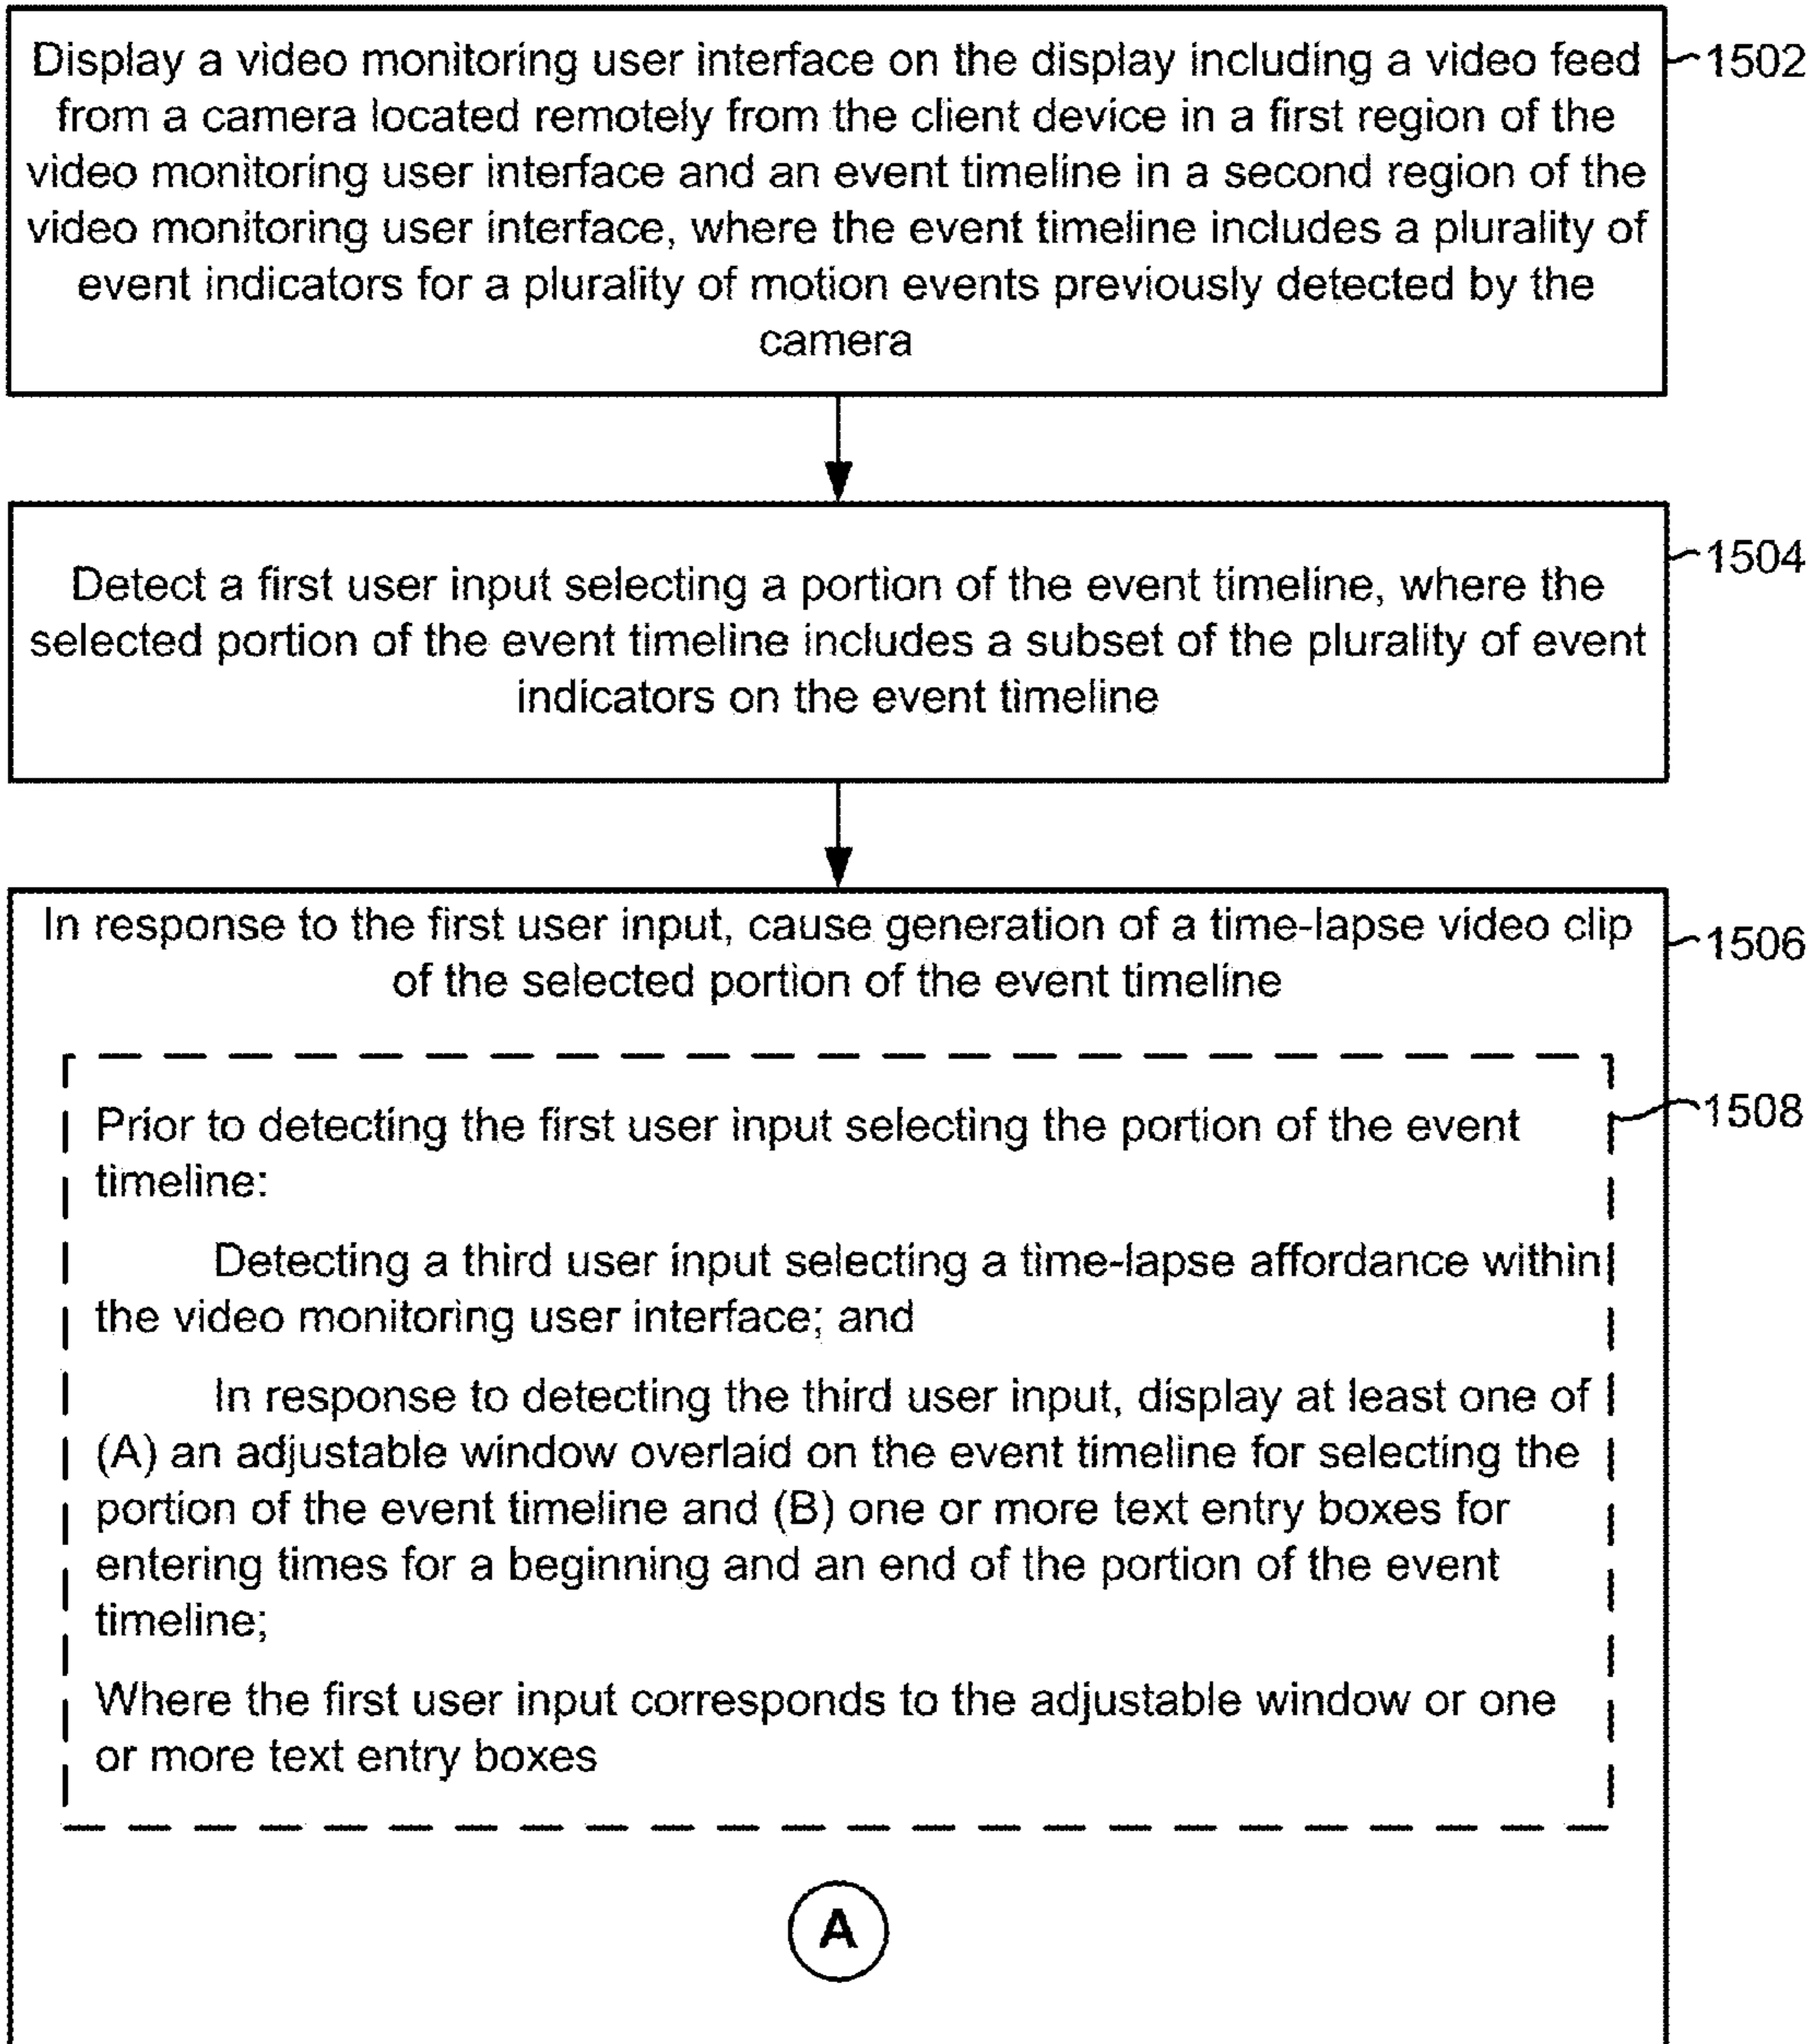 Display a video monitoring user interface on the display including a video feed
from a camera located remotely from the client device in a first region of the
video monitoring user interface and an event timeline in a second region of the
video monitoring user interface, where the event timeline includes a plurality of
event indicators for a plurality of motion events previously detected by the
camera
1502
Detect a first user input selecting a portion of the event timeline, where the
selected portion of the event timeline includes a subset of the plurality of event
indicators on the event timeline
1504
In response to the first user input, cause generation of a time-lapse video clip
of the selected portion of the event timeline
1506
Prior to detecting the first user input selecting the portion of the event
timeline:
1508
Detecting a third user input selecting a time-lapse affordance within
the video monitoring user interface; and
In response to detecting the third user input, display at least one of
(A) an adjustable window overlaid on the event timeline for selecting the
portion of the event timeline and (B) one or more text entry boxes for
entering times for a beginning and an end of the portion of the event
timeline;
Where the first user input corresponds to the adjustable window or one
or more text entry boxes
A